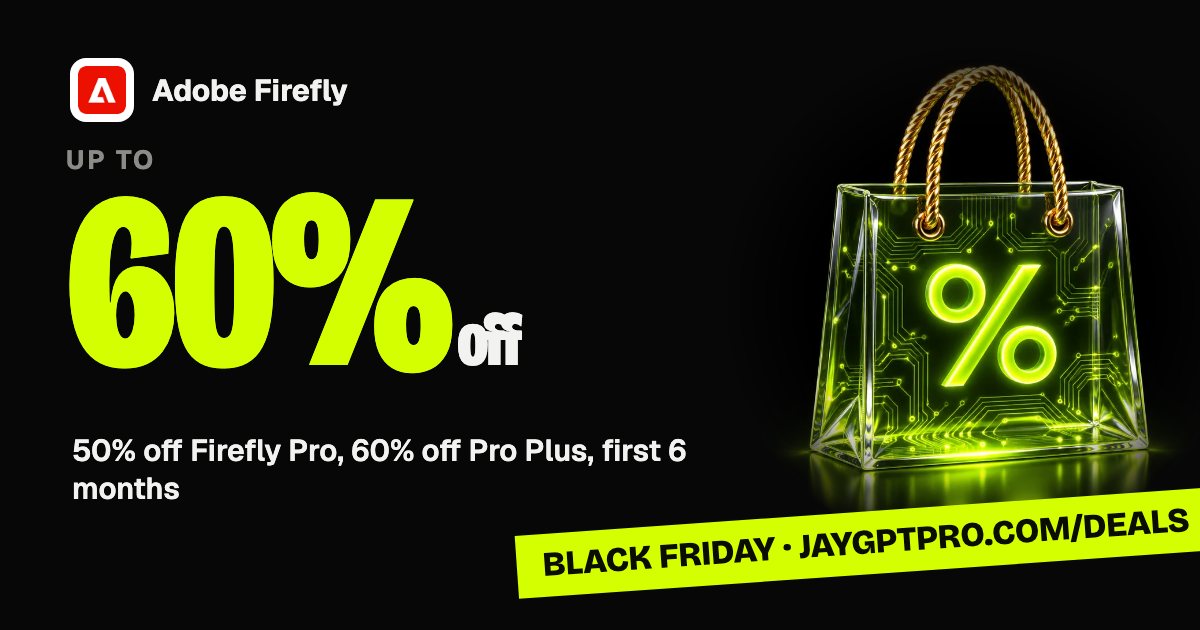 Adobe Firefly
UP TO
60% off
50% off Firefly Pro, 60% off Pro Plus, first 6
months
%
BLACK FRIDAY · JAYGPTPRO.COM/DEALS